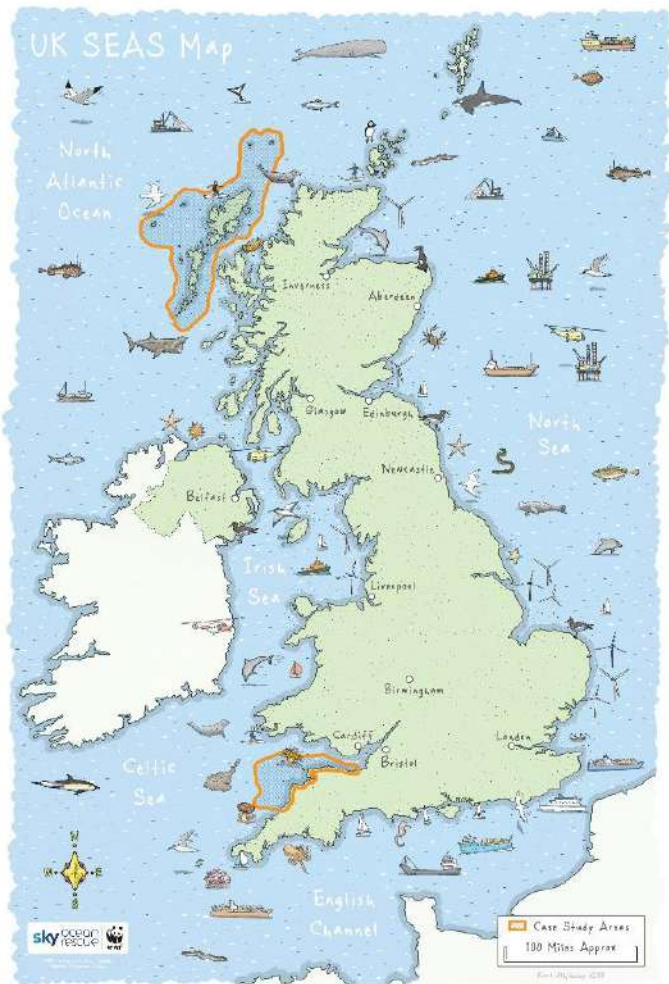 UK SEAS Map
North
Atlantic
Ocean
Inverness
Aberdeen
Glasgow
Edinburgh
North
Sea
Newcastle
Belfast
Irish
Sea
Liverpool
Birmingham
Cardiff
Bristol
London
Celtic
Sea
N
W E
S
English
Channel
sky ocean rescue
WWF
Case Study Areas
100 Miles Approx